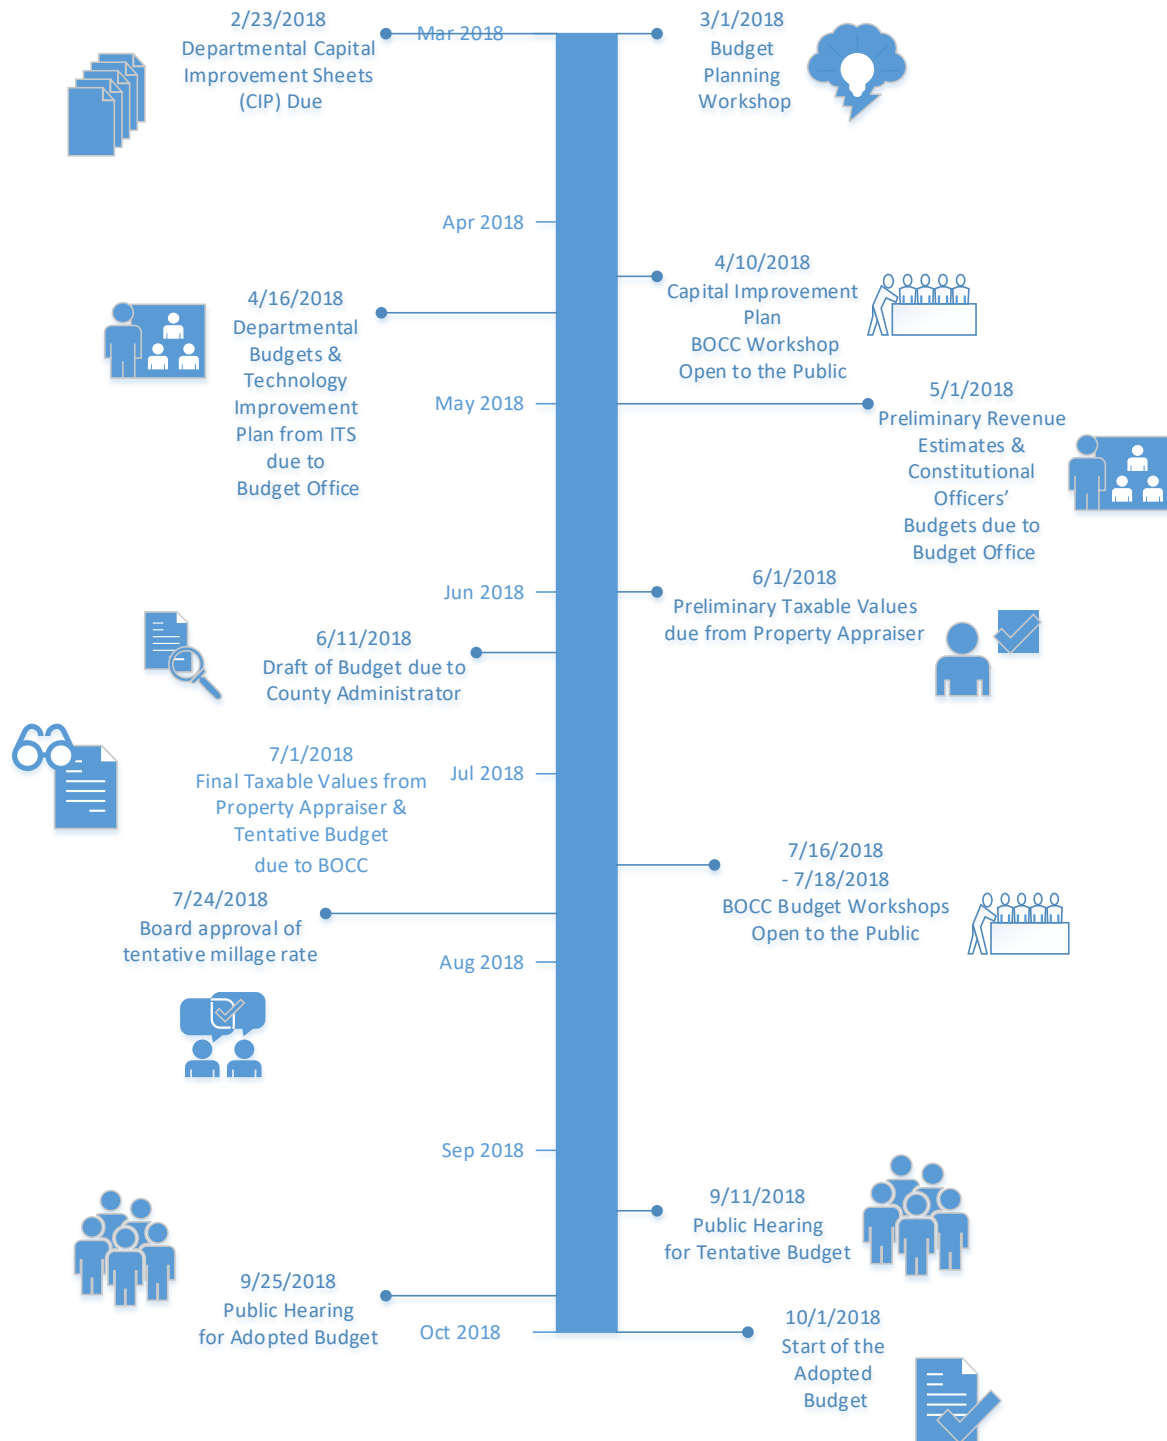 2/23/2018
Departmental Capital
Improvement Sheets
(CIP) Due
Mar 2018
3/1/2018
Budget
Planning
Workshop
Apr 2018
4/10/2018
Capital Improvement
Plan
BOCC Workshop
Open to the Public
4/16/2018
Departmental
Budgets &
Technology
Improvement
Plan from ITS
due to
Budget Office
May 2018
5/1/2018
Preliminary Revenue
Estimates &
Constitutional
Officers’
Budgets due to
Budget Office
Jun 2018
6/1/2018
Preliminary Taxable Values
due from Property Appraiser
6/11/2018
Draft of Budget due to
County Administrator
7/1/2018
Final Taxable Values from
Property Appraiser &
Tentative Budget
due to BOCC
Jul 2018
7/16/2018
- 7/18/2018
BOCC Budget Workshops
Open to the Public
7/24/2018
Board approval of
tentative millage rate
Aug 2018
Sep 2018
9/11/2018
Public Hearing
for Tentative Budget
9/25/2018
Public Hearing
for Adopted Budget
Oct 2018
10/1/2018
Start of the
Adopted
Budget